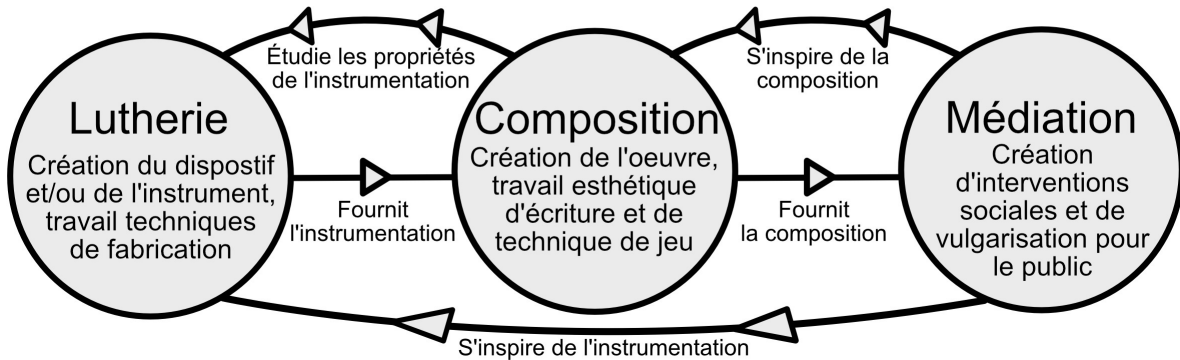 Étudie les propriétés
de l'instrumentation
S'inspire de la
composition
Lutherie
Création du dispostif
et/ou de l'instrument,
travail techniques
de fabrication
Fournit
l'instrumentation
Composition
Création de l'oeuvre,
travail esthétique
d'écriture et de
technique de jeu
Fournit
la composition
Médiation
Création
d'interventions
sociales et de
vulgarisation pour
le public
S'inspire de l'instrumentation